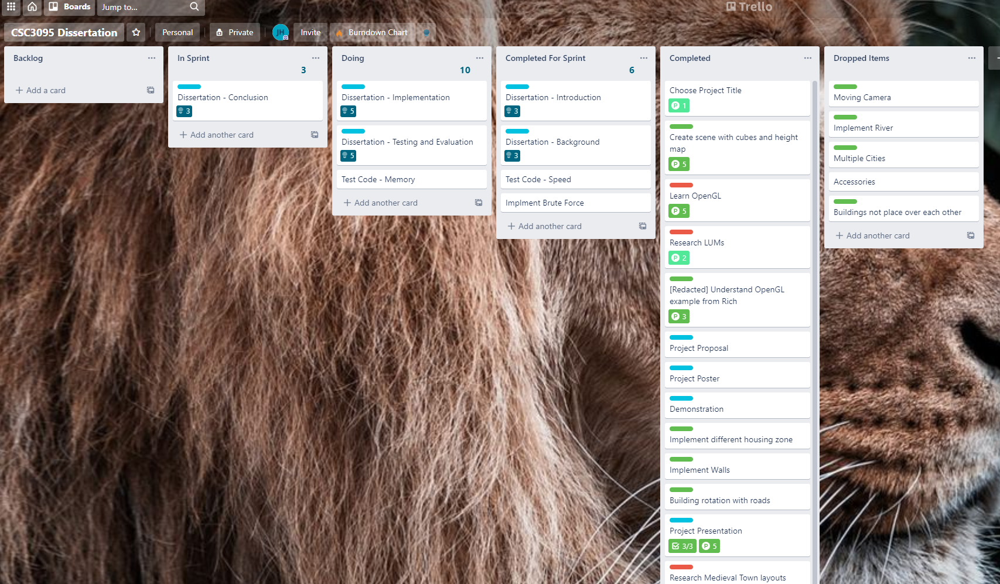 Boards
Jump to...
Trello
CSC3095 Dissertation
Personal
Private
JH
Invite
Burndown Chart
Backlog
Add a card
In Sprint
3
Dissertation - Conclusion
3
Add another card
Doing
10
Dissertation - Implementation
5
Dissertation - Testing and Evaluation
5
Test Code - Memory
Add another card
Completed For Sprint
6
Dissertation - Introduction
3
Dissertation - Background
3
Test Code - Speed
Implment Brute Force
Add another card
Completed
Choose Project Title
P 1
Create scene with cubes and height
map
P 5
Learn OpenGL
P 5
Research LUMs
P 2
[Redacted] Understand OpenGL
example from Rich
P 3
Project Proposal
Project Poster
Demonstration
Implement different housing zone
Implement Walls
Building rotation with roads
Project Presentation
3/3 P 5
Research Medieval Town layouts
Dropped Items
Moving Camera
Implement River
Multiple Cities
Accessories
Buildings not place over each other
Add another card